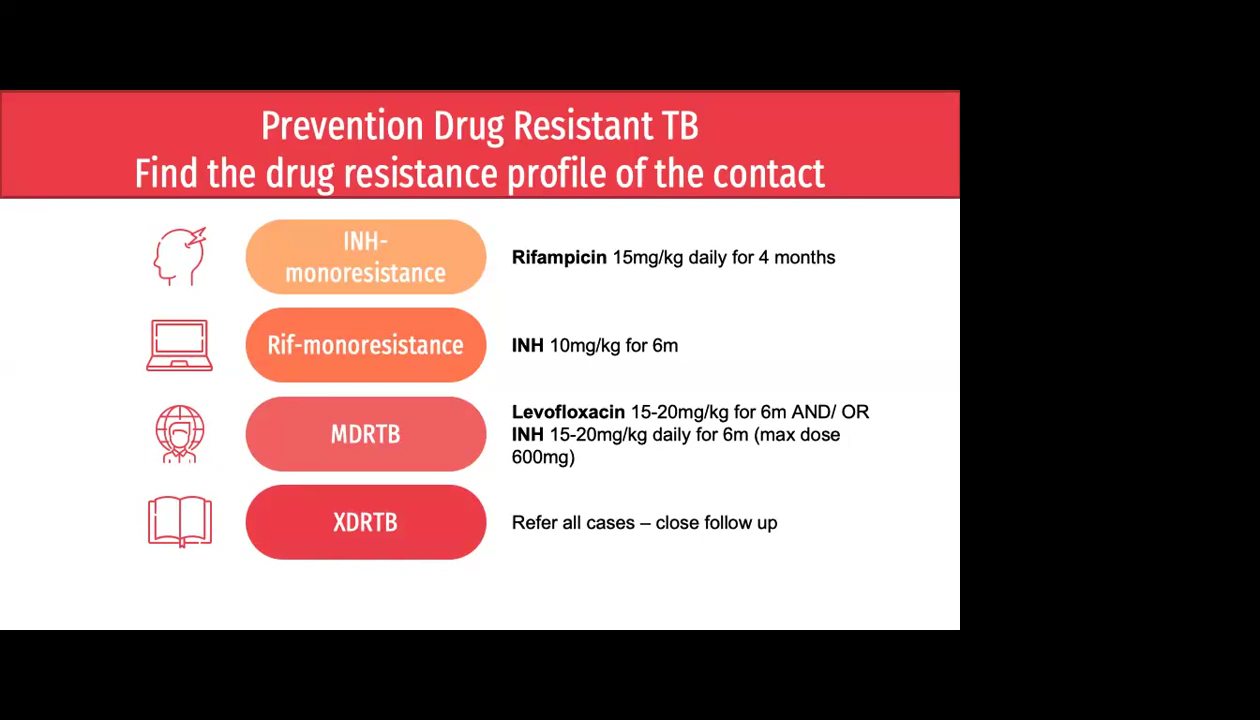 Prevention Drug Resistant TB
Find the drug resistance profile of the contact
INH-
monoresistance
Rifampicin 15mg/kg daily for 4 months
Rif-monoresistance
INH 10mg/kg for 6m
MDRTB
Levofloxacin 15-20mg/kg for 6m AND/ OR
INH 15-20mg/kg daily for 6m (max dose
600mg)
XDRTB
Refer all cases – close follow up